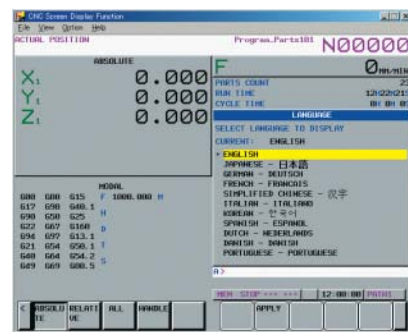 CNC Screen Display Function
File View Option Help
ACTUAL POSITION
Program.Parts101 N00000
ABSOLUTE
X1 0.000
Y1 0.000
Z1 0.000
F 0MM/MIN
PARTS COUNT
RUN TIME
CYCLE TIME
LANGUAGE
SELECT LANGUAGE TO DISPLAY
CURRENT: ENGLISH
ENGLISH
JAPANESE - 日本語
GERMAN - DEUTSCH
FRENCH - FRANCAIS
SIMPLIFIED CHINESE - 汉字
ITALIAN - ITALIANO
KOREAN - 한국어
SPANISH - ESPANOL
DUTCH - NEDERLANDS
DANISH - DANISH
PORTUGUESE - PORTUGUESE
MODAL
G00 G80 G15 F 1000.000 M
G17 G98 G40.1
G90 G50 G25 H
G22 G67 G160 D
G94 G97 G13.1
G21 G54 G50.1 T
G40 G64 G54.2 S
G49 G69 G80.5
A>
MEM STOP *** *** 12:00:00 PATH1
< ABSOLUTE RELATIVE ALL HANDLE APPLY